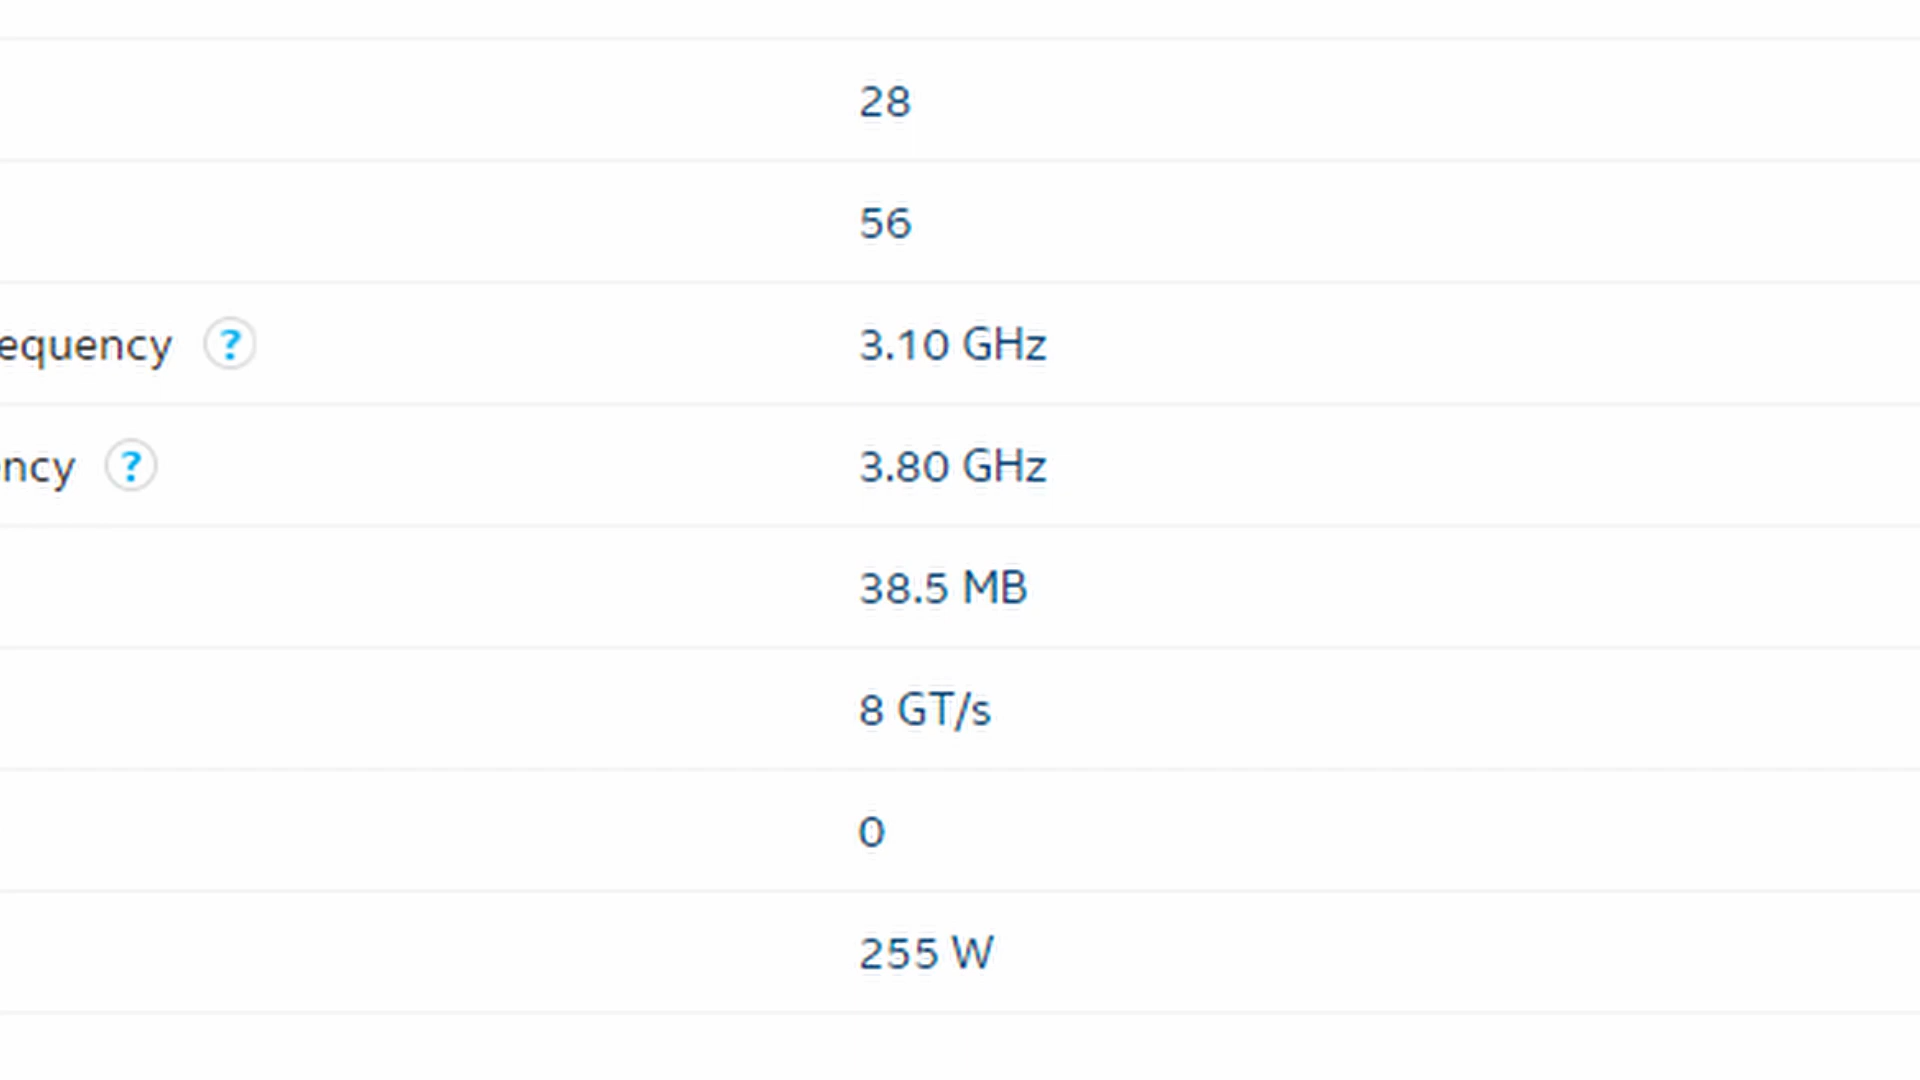 28
56
equency ? 3.10 GHz
ncy ? 3.80 GHz
38.5 MB
8 GT/s
0
255 W